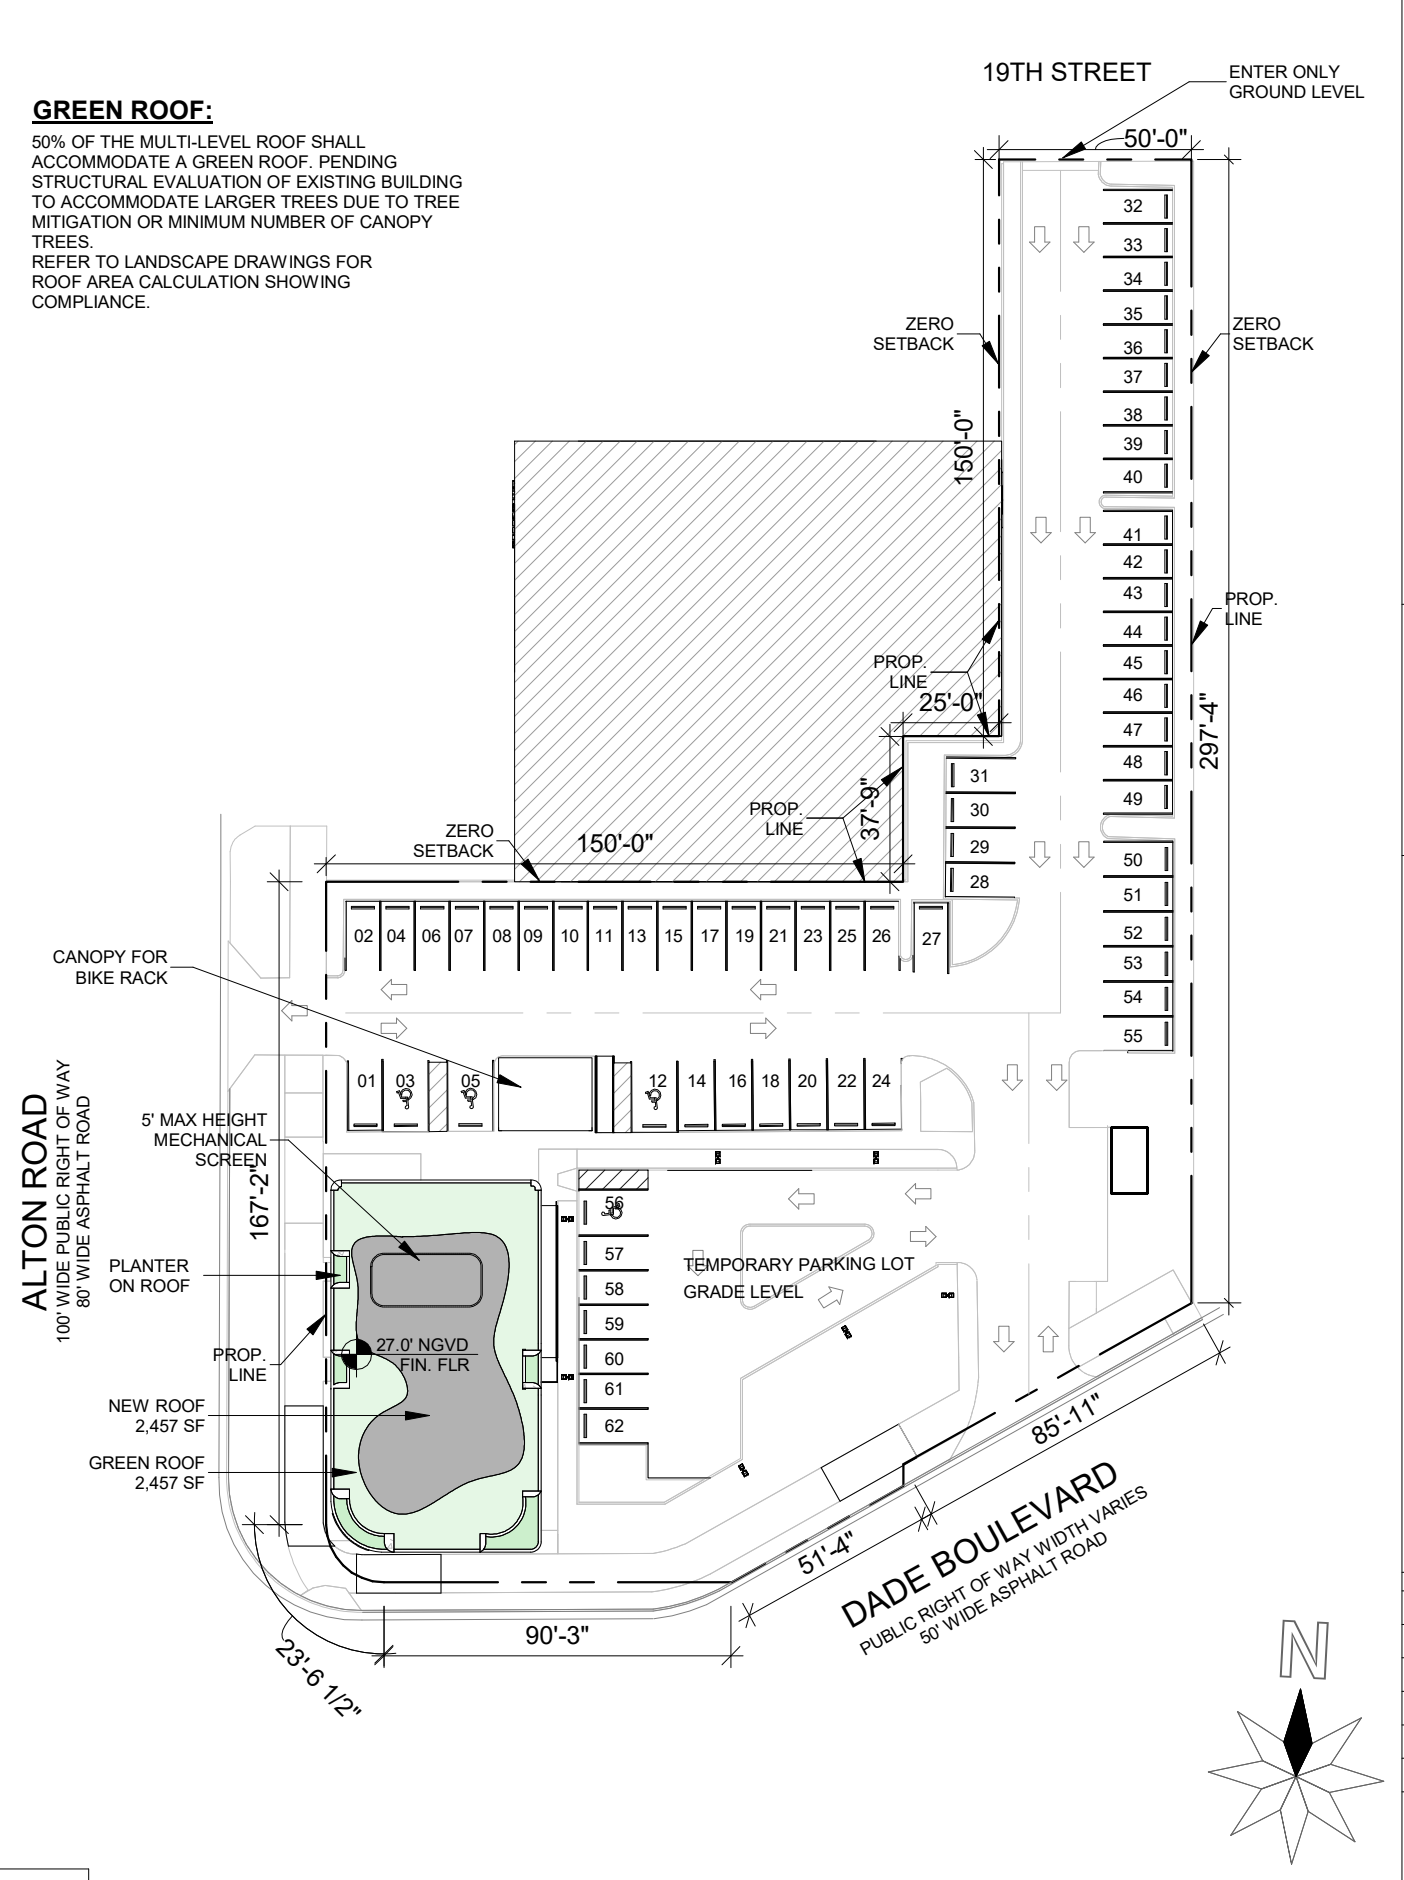 19TH STREET
ENTER ONLY
GROUND LEVEL
GREEN ROOF:
50% OF THE MULTI-LEVEL ROOF SHALL
ACCOMMODATE A GREEN ROOF. PENDING
STRUCTURAL EVALUATION OF EXISTING BUILDING
TO ACCOMMODATE LARGER TREES DUE TO TREE
MITIGATION OR MINIMUM NUMBER OF CANOPY
TREES.
REFER TO LANDSCAPE DRAWINGS FOR
ROOF AREA CALCULATION SHOWING
COMPLIANCE.
50'-0"
32
33
34
35
36
37
38
39
40
41
42
43
44
45
46
47
48
49
50
51
52
53
54
55
ZERO
SETBACK
ZERO
SETBACK
150'-0"
PROP.
LINE
297'-4"
PROP.
LINE
25'-0"
37'-9"
31
30
29
28
PROP.
LINE
ZERO
SETBACK
150'-0"
02 04 06 07 08 09 10 11 13 15 17 19 21 23 25 26 27
CANOPY FOR
BIKE RACK
01 03 05 12 14 16 18 20 22 24
ALTON ROAD
100' WIDE PUBLIC RIGHT OF WAY
80' WIDE ASPHALT ROAD
167'-2"
5' MAX HEIGHT
MECHANICAL
SCREEN
PLANTER
ON ROOF
PROP.
LINE
NEW ROOF
2,457 SF
GREEN ROOF
2,457 SF
27.0' NGVD
FIN. FLR
56
57
58
59
60
61
62
TEMPORARY PARKING LOT
GRADE LEVEL
85'-11"
51'-4"
DADE BOULEVARD
PUBLIC RIGHT OF WAY WIDTH VARIES
50' WIDE ASPHALT ROAD
90'-3"
23'-6 1/2"
N